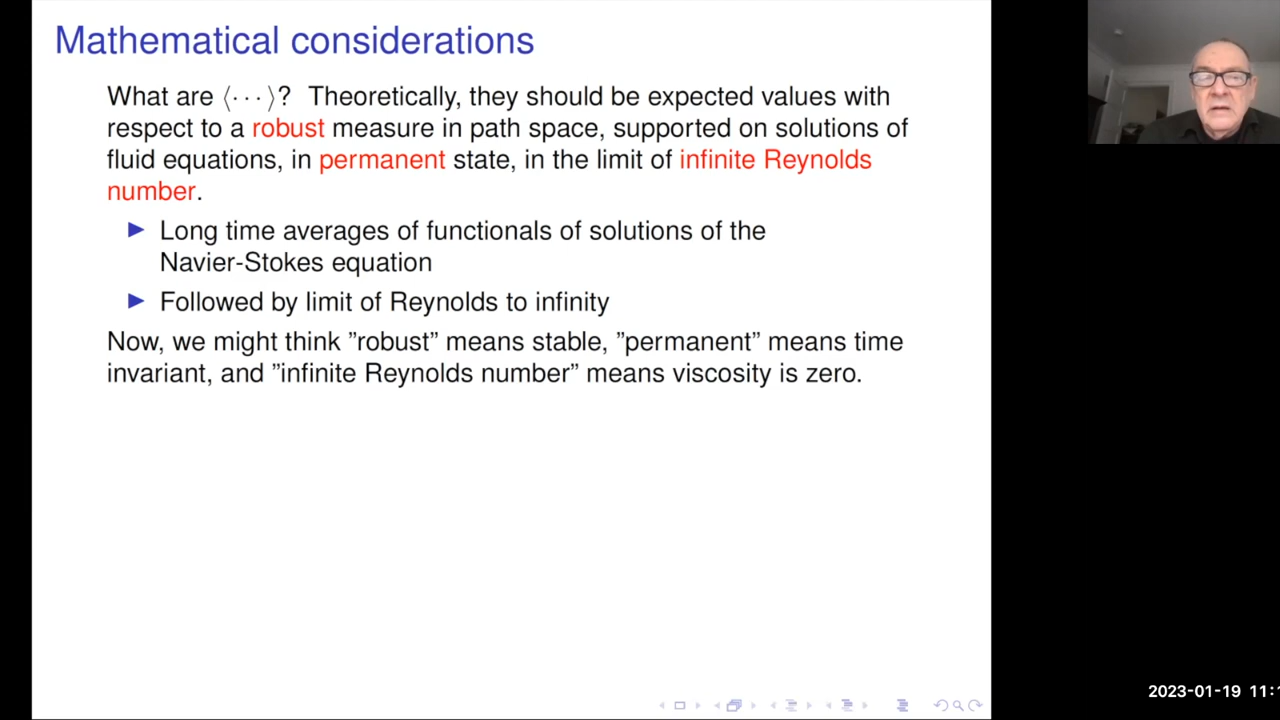 Mathematical considerations
What are ⟨· · · ⟩? Theoretically, they should be expected values with
respect to a robust measure in path space, supported on solutions of
fluid equations, in permanent state, in the limit of infinite Reynolds
number.
▶ Long time averages of functionals of solutions of the
Navier-Stokes equation
▶ Followed by limit of Reynolds to infinity
Now, we might think ”robust” means stable, ”permanent” means time
invariant, and ”infinite Reynolds number” means viscosity is zero.
2023-01-19 11:1